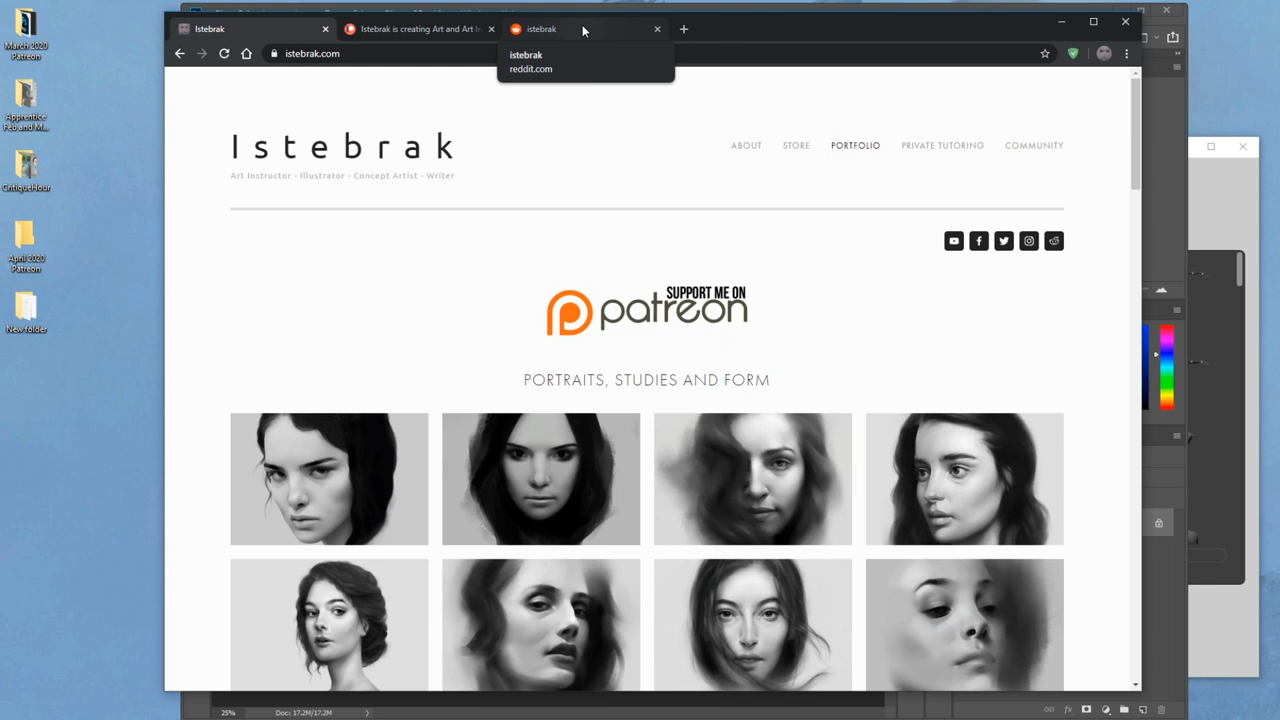 March 2020
Patreon
Apprentice
Feb and M...
CritiqueHour
April 2020
Patreon
New folder
Istebrak
Istebrak is creating Art and Art In
istebrak
istebrak.com
istebrak
reddit.com
Istebrak
Art Instructor - Illustrator - Concept Artist - Writer
ABOUT
STORE
PORTFOLIO
PRIVATE TUTORING
COMMUNITY
SUPPORT ME ON
patreon
PORTRAITS, STUDIES AND FORM
25%
Doc: 17.2M/17.2M